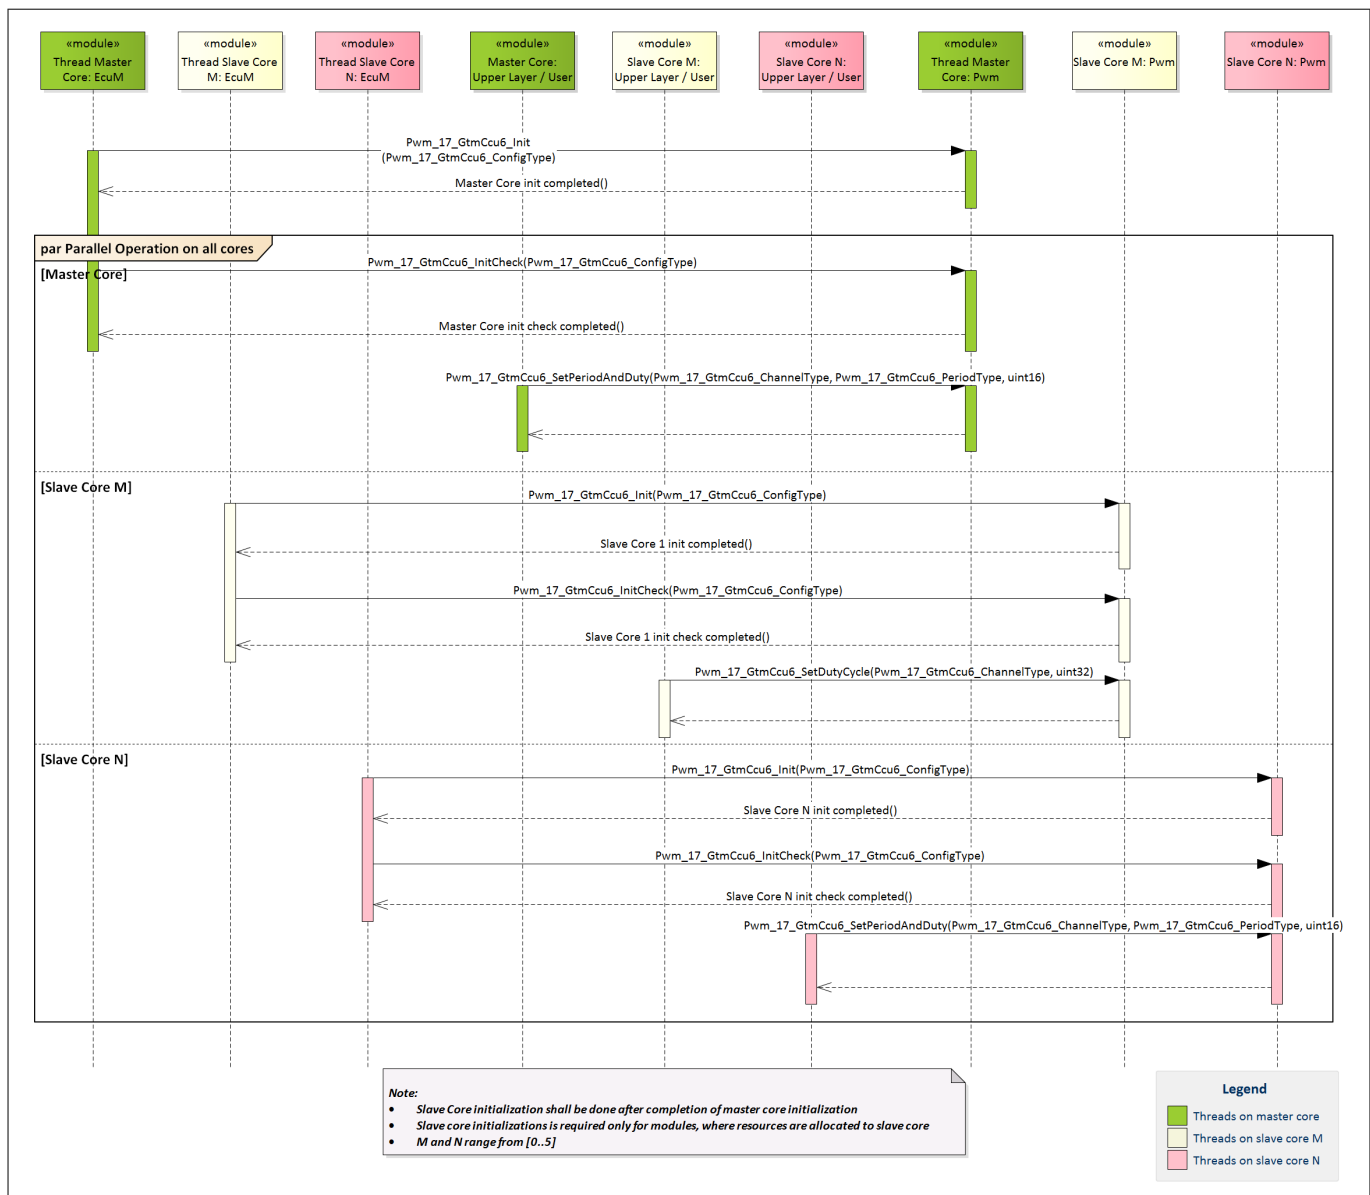 «module»
Thread Master
Core: EcuM
«module»
Thread Slave Core
M: EcuM
«module»
Thread Slave Core
N: EcuM
«module»
Master Core:
Upper Layer / User
«module»
Slave Core M:
Upper Layer / User
«module»
Slave Core N:
Upper Layer / User
«module»
Thread Master
Core: Pwm
«module»
Slave Core M: Pwm
«module»
Slave Core N: Pwm
Pwm_17_GtmCcu6_Init
(Pwm_17_GtmCcu6_ConfigType)
Master Core init completed()
par Parallel Operation on all cores
[Master Core]
Pwm_17_GtmCcu6_InitCheck(Pwm_17_GtmCcu6_ConfigType)
Master Core init check completed()
Pwm_17_GtmCcu6_SetPeriodAndDuty(Pwm_17_GtmCcu6_ChannelType, Pwm_17_GtmCcu6_PeriodType, uint16)
[Slave Core M]
Pwm_17_GtmCcu6_Init(Pwm_17_GtmCcu6_ConfigType)
Slave Core 1 init completed()
Pwm_17_GtmCcu6_InitCheck(Pwm_17_GtmCcu6_ConfigType)
Slave Core 1 init check completed()
Pwm_17_GtmCcu6_SetDutyCycle(Pwm_17_GtmCcu6_ChannelType, uint32)
[Slave Core N]
Pwm_17_GtmCcu6_Init(Pwm_17_GtmCcu6_ConfigType)
Slave Core N init completed()
Pwm_17_GtmCcu6_InitCheck(Pwm_17_GtmCcu6_ConfigType)
Slave Core N init check completed()
Pwm_17_GtmCcu6_SetPeriodAndDuty(Pwm_17_GtmCcu6_ChannelType, Pwm_17_GtmCcu6_PeriodType, uint16)
Note:
• Slave Core initialization shall be done after completion of master core initialization
• Slave core initializations is required only for modules, where resources are allocated to slave core
• M and N range from [0..5]
Legend
Threads on master core
Threads on slave core M
Threads on slave core N